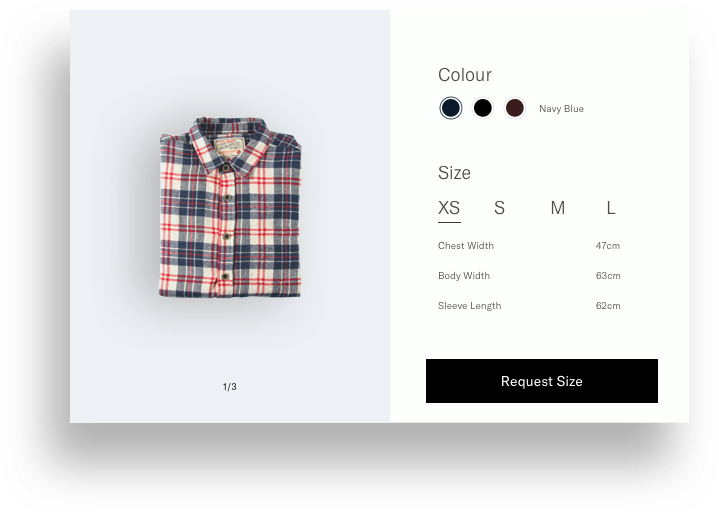 Colour
Navy Blue
Size
XS S M L
Chest Width 47cm
Body Width 63cm
Sleeve Length 62cm
1/3
Request Size